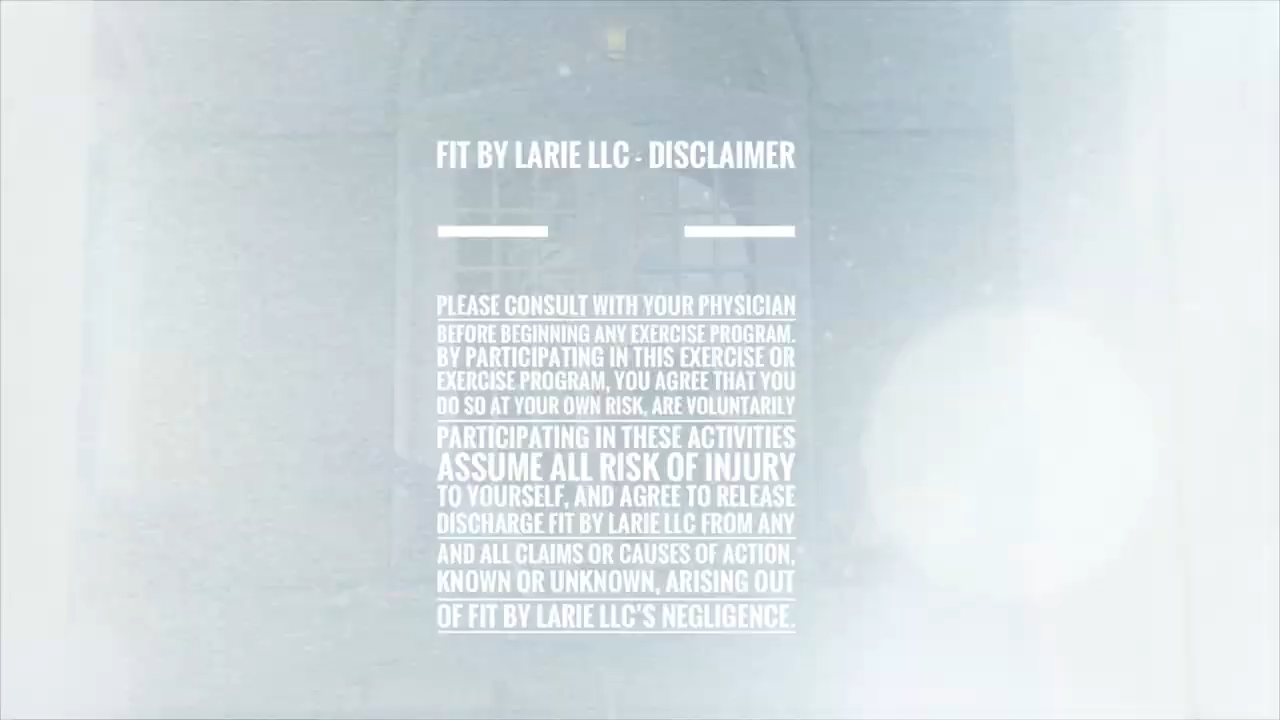 FIT BY LARIE LLC - DISCLAIMER
PLEASE CONSULT WITH YOUR PHYSICIAN
BEFORE BEGINNING ANY EXERCISE PROGRAM.
BY PARTICIPATING IN THIS EXERCISE OR
EXERCISE PROGRAM, YOU AGREE THAT YOU
DO SO AT YOUR OWN RISK, ARE VOLUNTARILY
PARTICIPATING IN THESE ACTIVITIES
ASSUME ALL RISK OF INJURY
TO YOURSELF, AND AGREE TO RELEASE
DISCHARGE FIT BY LARIE LLC FROM ANY
AND ALL CLAIMS OR CAUSES OF ACTION,
KNOWN OR UNKNOWN, ARISING OUT
OF FIT BY LARIE LLC'S NEGLIGENCE.